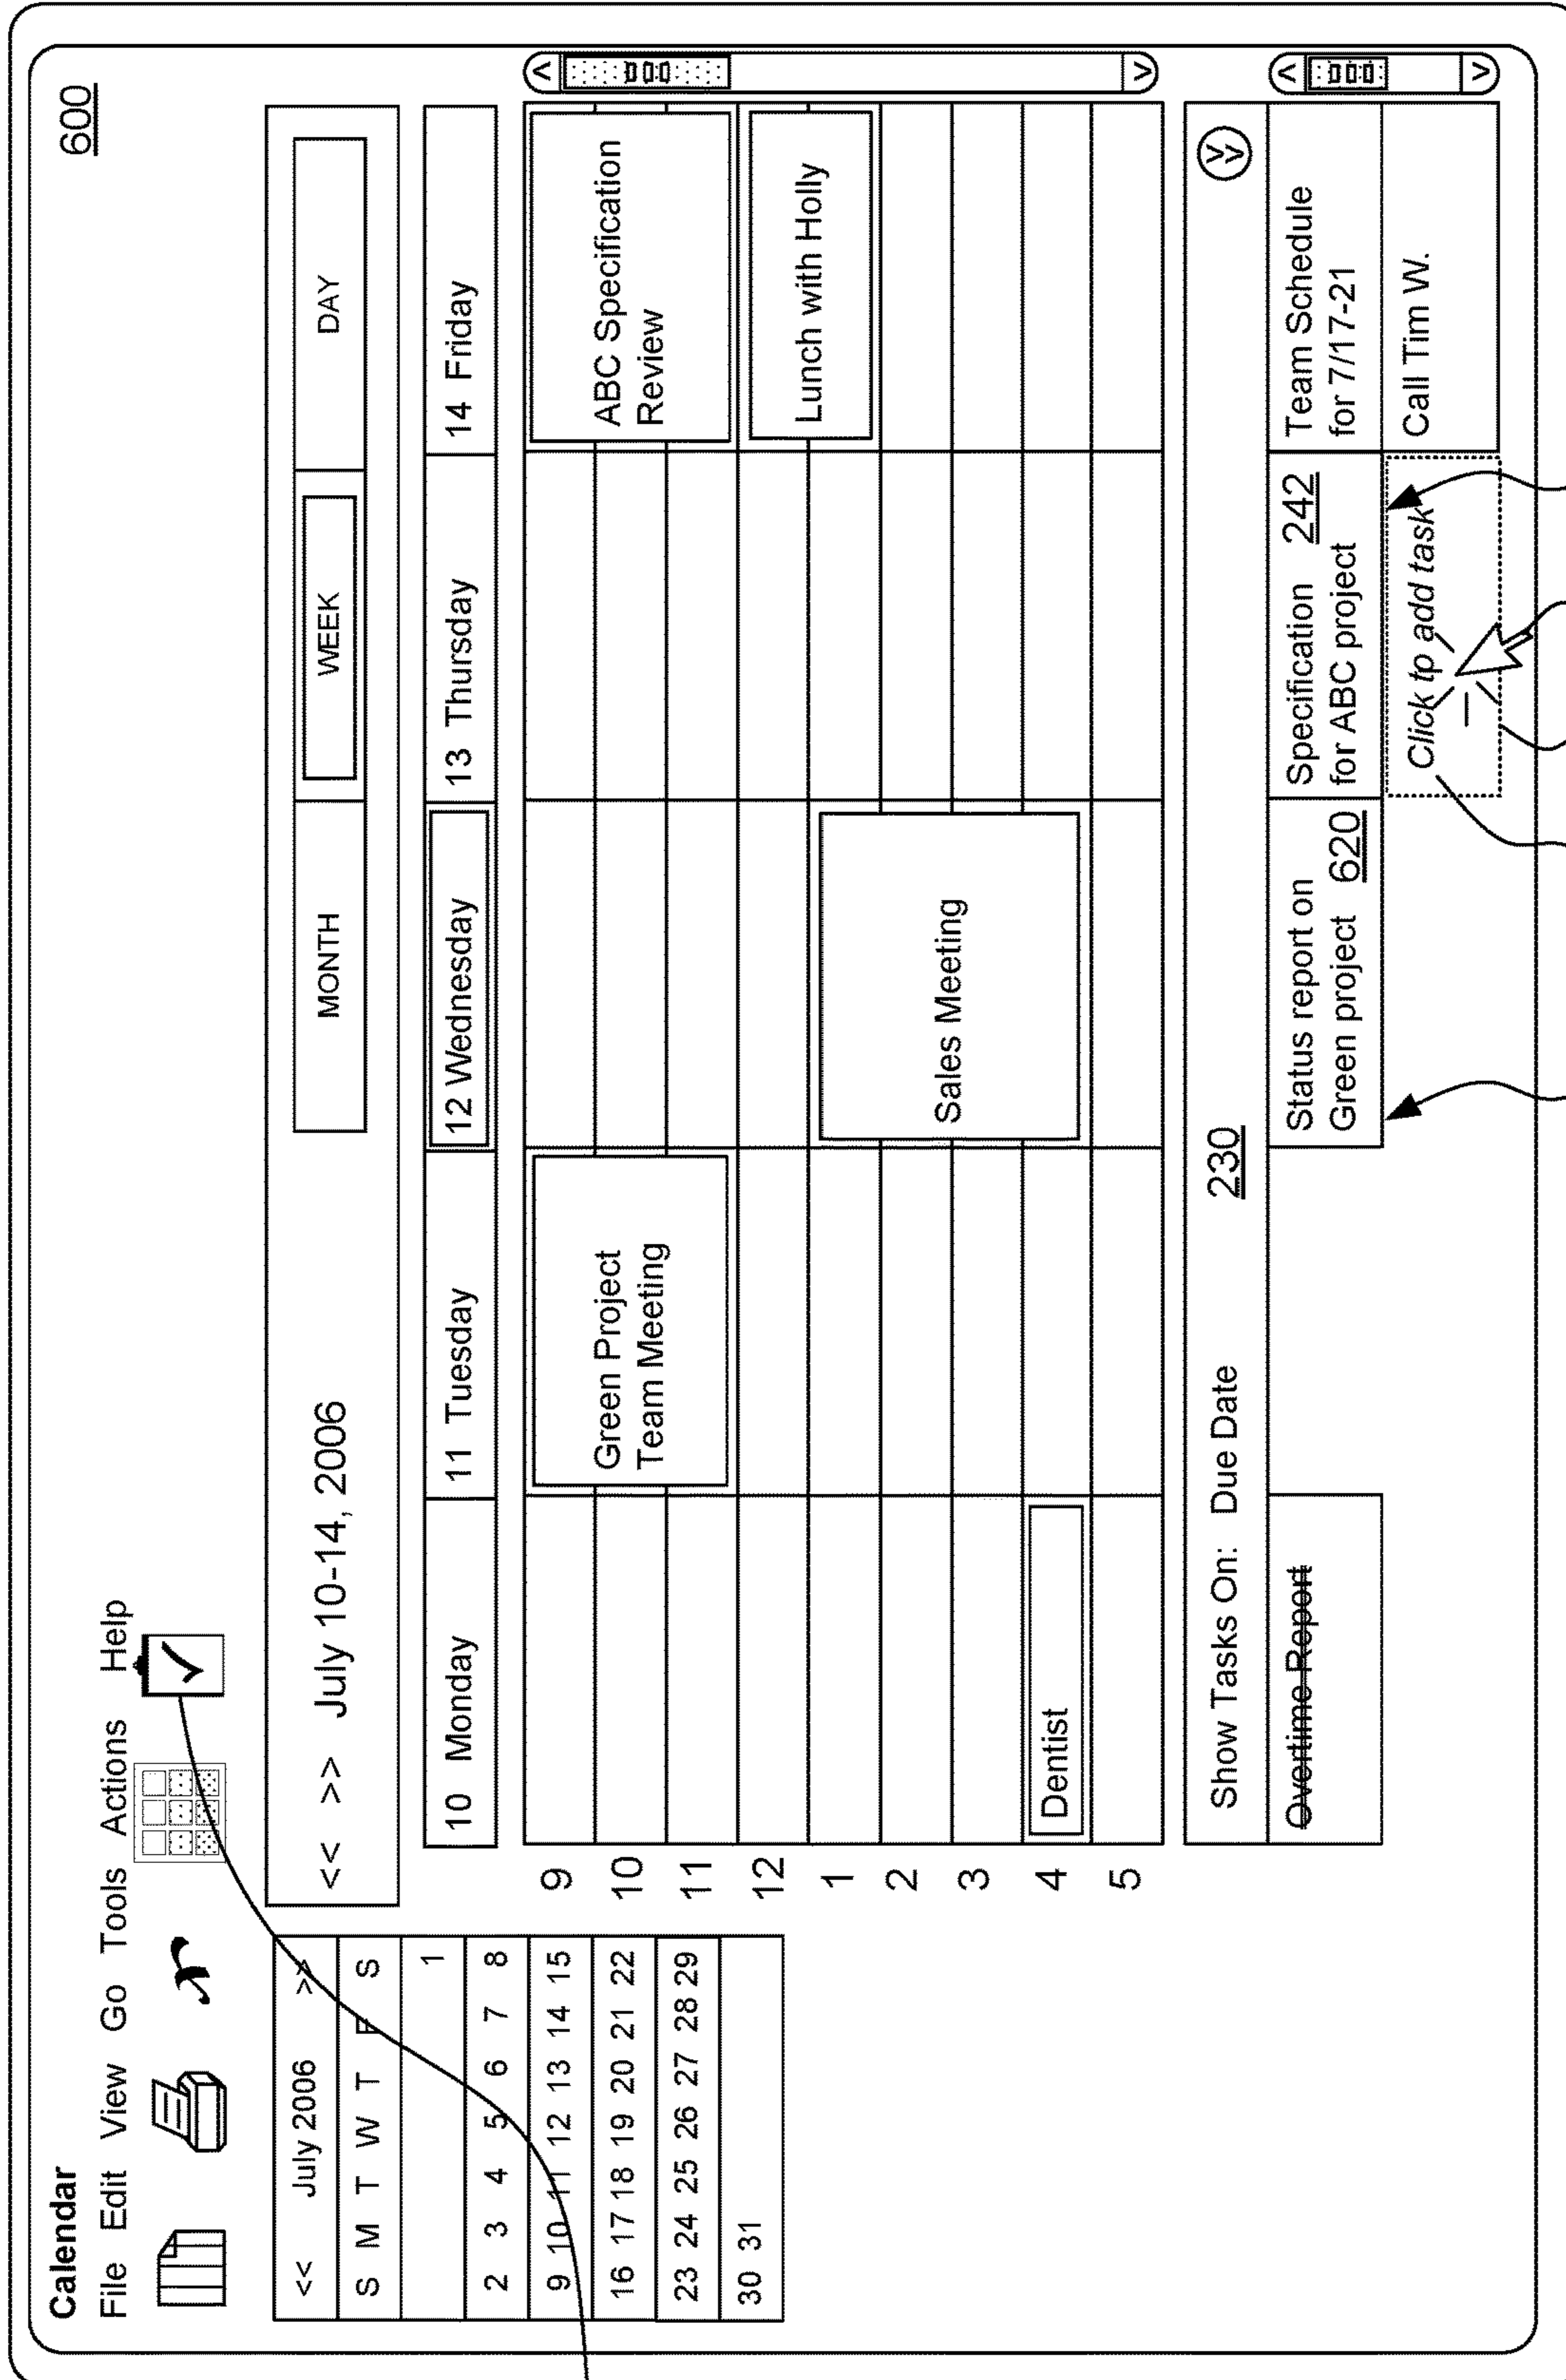 600
Calendar
File Edit View Go Tools Actions Help
<< July 2006 >>
S M T W T F S
1
2 3 4 5 6 7 8
9 10 11 12 13 14 15
16 17 18 19 20 21 22
23 24 25 26 27 28 29
30 31
<< >> July 10-14, 2006
MONTH WEEK DAY
10 Monday 11 Tuesday 12 Wednesday 13 Thursday 14 Friday
9
10
11
12
1
2
3
4
5
Green Project
Team Meeting
ABC Specification
Review
Lunch with Holly
Sales Meeting
Dentist
Show Tasks On: Due Date 230
Overtime Report
Status report on
Green project 620
Specification 242
for ABC project
Team Schedule
for 7/17-21
Click tp add task
Call Tim W.